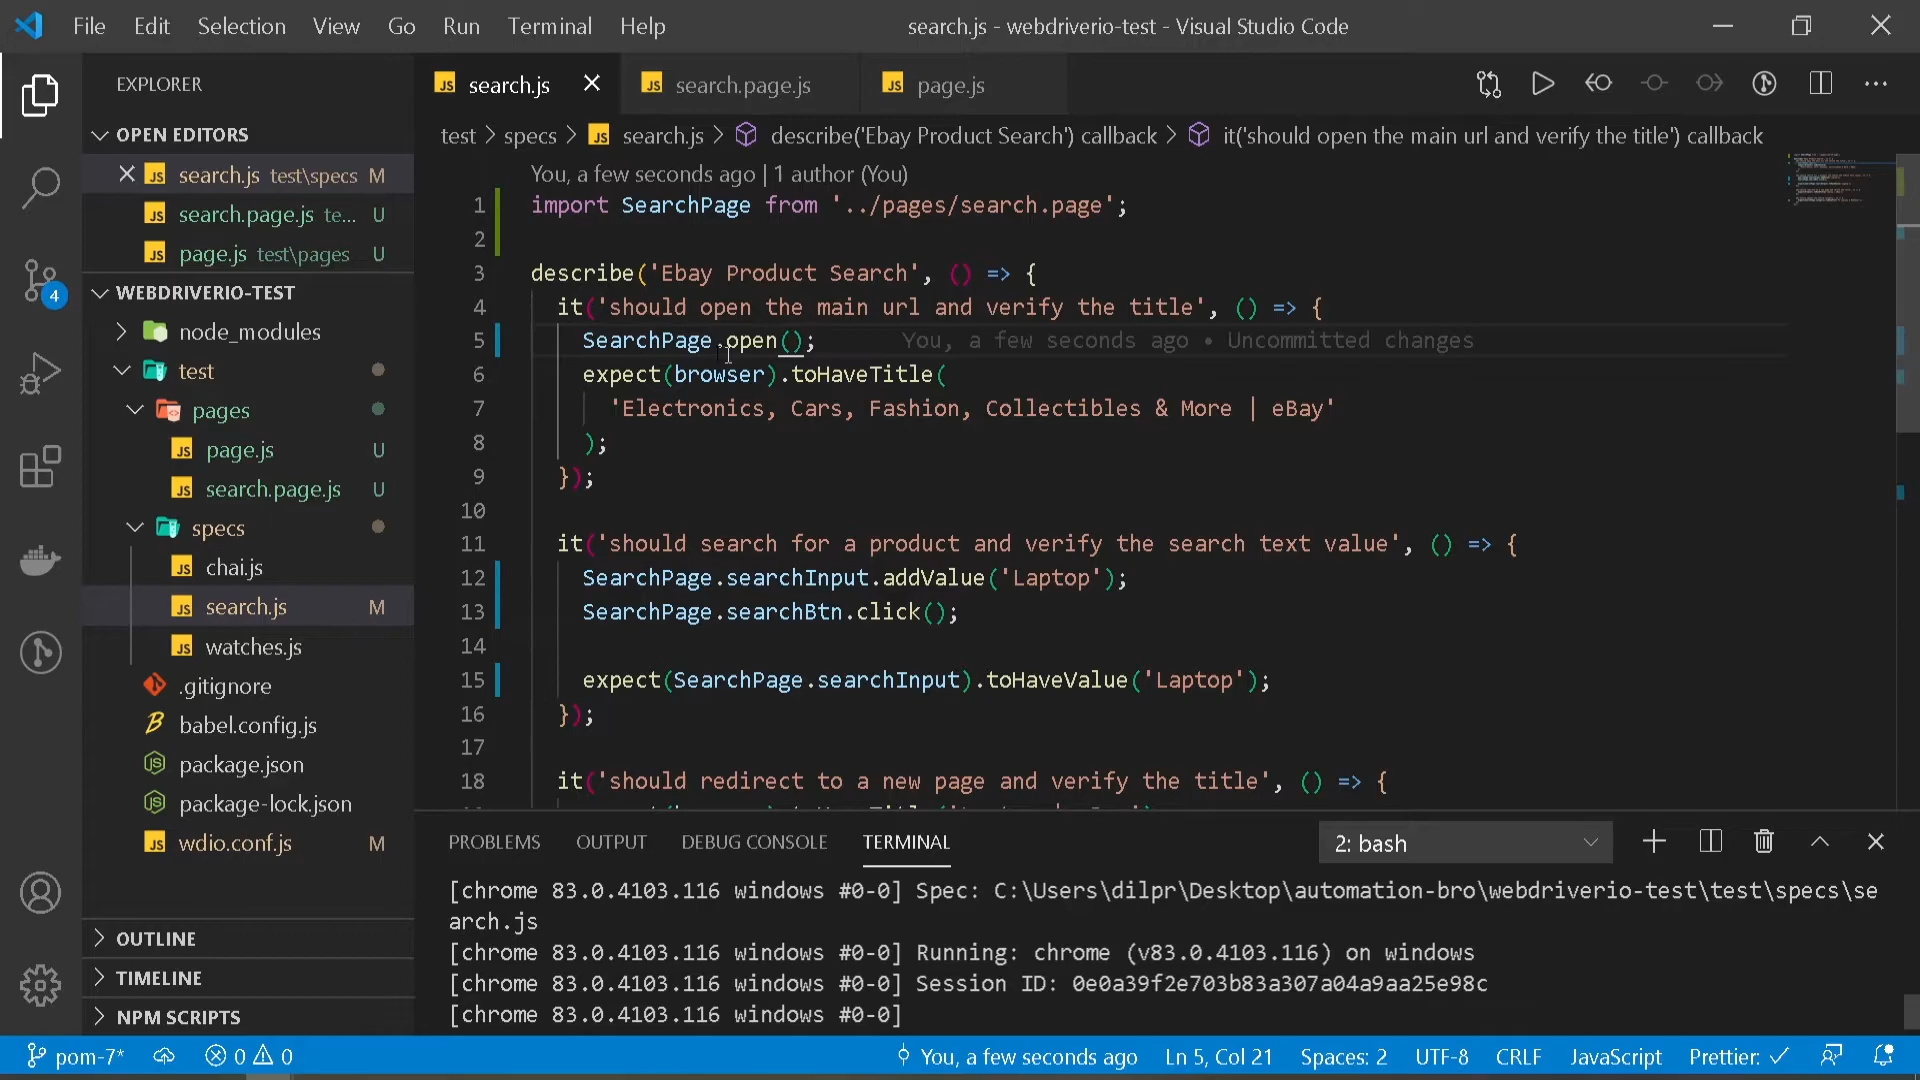 File Edit Selection View Go Run Terminal Help
search.js - webdriverio-test - Visual Studio Code
EXPLORER
OPEN EDITORS
search.js test\specs M
search.page.js te... U
page.js test\pages U
WEBDRIVERIO-TEST
node_modules
test
pages
page.js U
search.page.js U
specs
chai.js
search.js M
watches.js
.gitignore
babel.config.js
package.json
package-lock.json
wdio.conf.js M
OUTLINE
TIMELINE
NPM SCRIPTS
4
search.js search.page.js page.js
test > specs > search.js > describe('Ebay Product Search') callback > it('should open the main url and verify the title') callback
You, a few seconds ago | 1 author (You)
1 import SearchPage from '../pages/search.page';
2
3 describe('Ebay Product Search', () => {
4 it('should open the main url and verify the title', () => {
5 SearchPage.open(); You, a few seconds ago • Uncommitted changes
6 expect(browser).toHaveTitle(
7 'Electronics, Cars, Fashion, Collectibles & More | eBay'
8 );
9 });
10
11 it('should search for a product and verify the search text value', () => {
12 SearchPage.searchInput.addValue('Laptop');
13 SearchPage.searchBtn.click();
14
15 expect(SearchPage.searchInput).toHaveValue('Laptop');
16 });
17
18 it('should redirect to a new page and verify the title', () => {
PROBLEMS OUTPUT DEBUG CONSOLE TERMINAL 2: bash
[chrome 83.0.4103.116 windows #0-0] Spec: C:\Users\dilpr\Desktop\automation-bro\webdriverio-test\test\specs\se
arch.js
[chrome 83.0.4103.116 windows #0-0] Running: chrome (v83.0.4103.116) on windows
[chrome 83.0.4103.116 windows #0-0] Session ID: 0e0a39f2e703b83a307a04a9aa25e98c
[chrome 83.0.4103.116 windows #0-0]
pom-7* 0 0 You, a few seconds ago Ln 5, Col 21 Spaces: 2 UTF-8 CRLF JavaScript Prettier: ✓